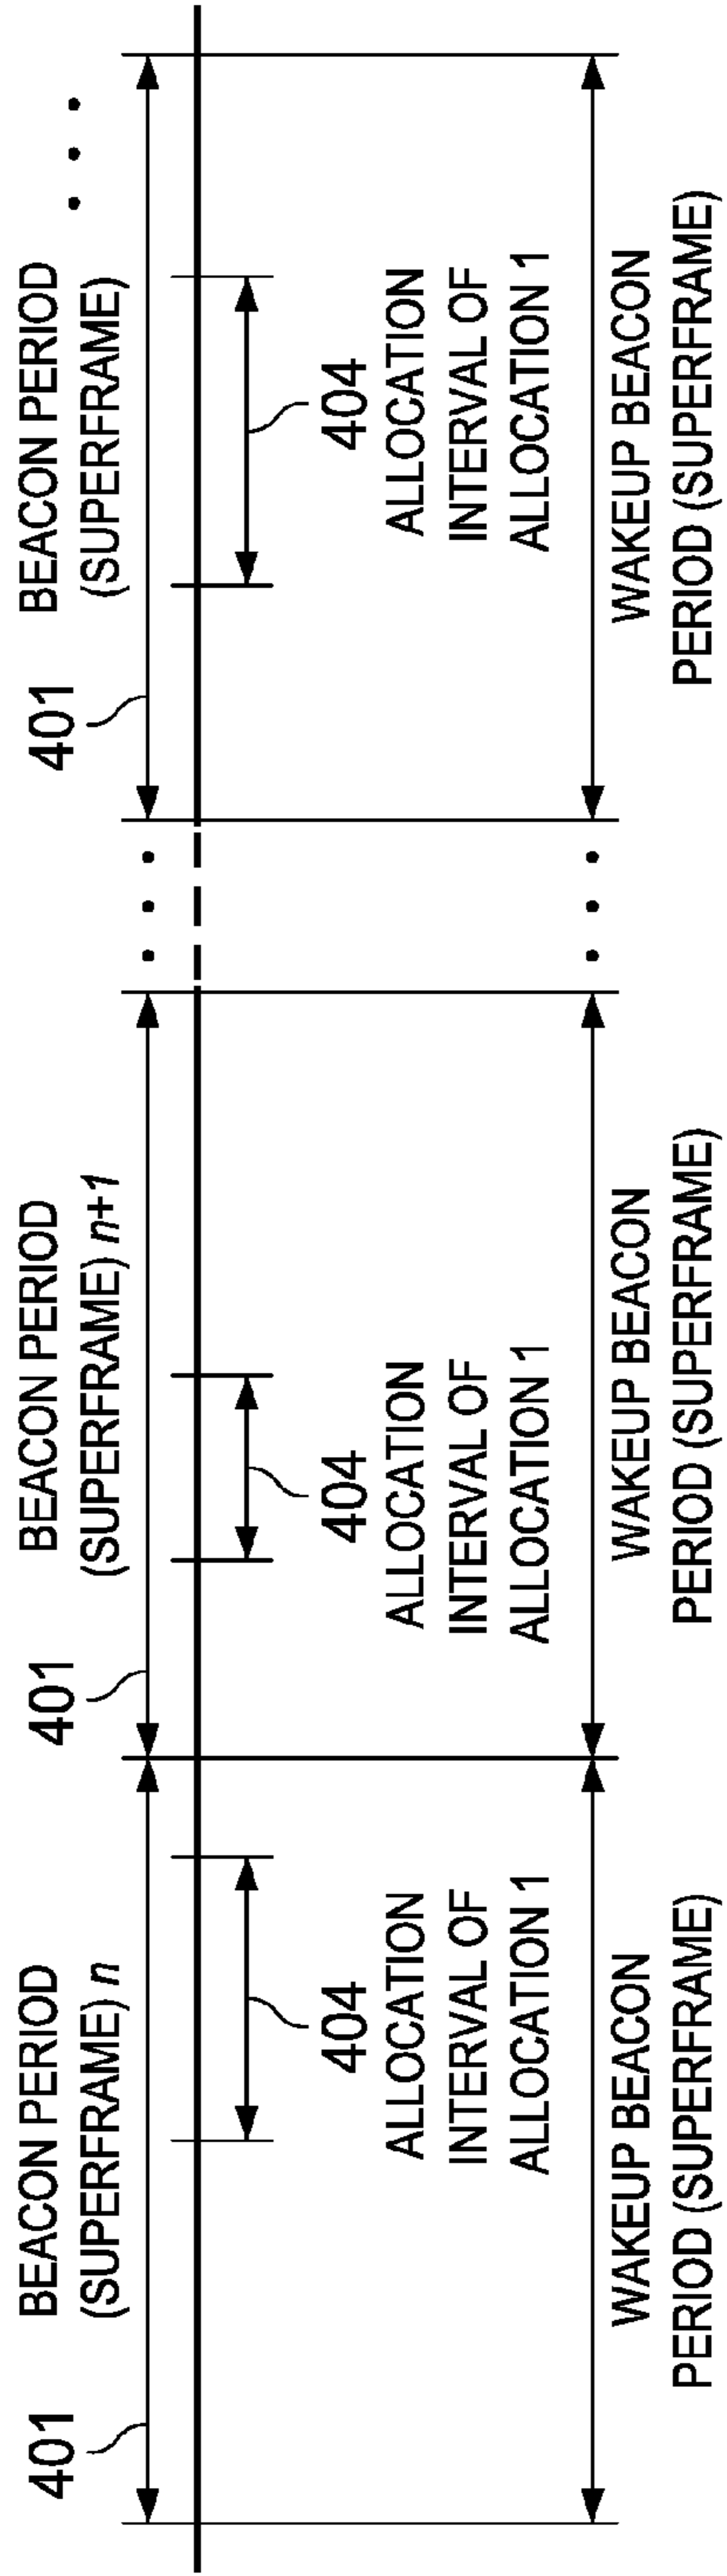 401
BEACON PERIOD
(SUPERFRAME) n
401
BEACON PERIOD
(SUPERFRAME) n+1
401
BEACON PERIOD
(SUPERFRAME)
404
ALLOCATION
INTERVAL OF
ALLOCATION 1
404
ALLOCATION
INTERVAL OF
ALLOCATION 1
404
ALLOCATION
INTERVAL OF
ALLOCATION 1
WAKEUP BEACON
PERIOD (SUPERFRAME)
WAKEUP BEACON
PERIOD (SUPERFRAME)
WAKEUP BEACON
PERIOD (SUPERFRAME)